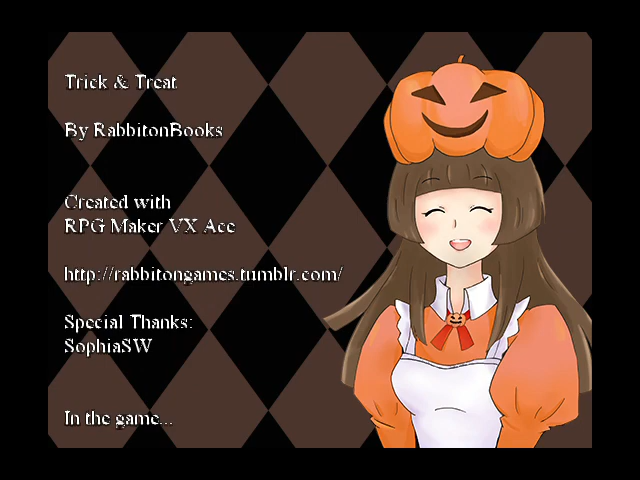 Trick & Treat
By RabbitonBooks
Created with
RPG Maker VX Ace
http://rabbitongames.tumblr.com/
Special Thanks:
SophiaSW
In the game...